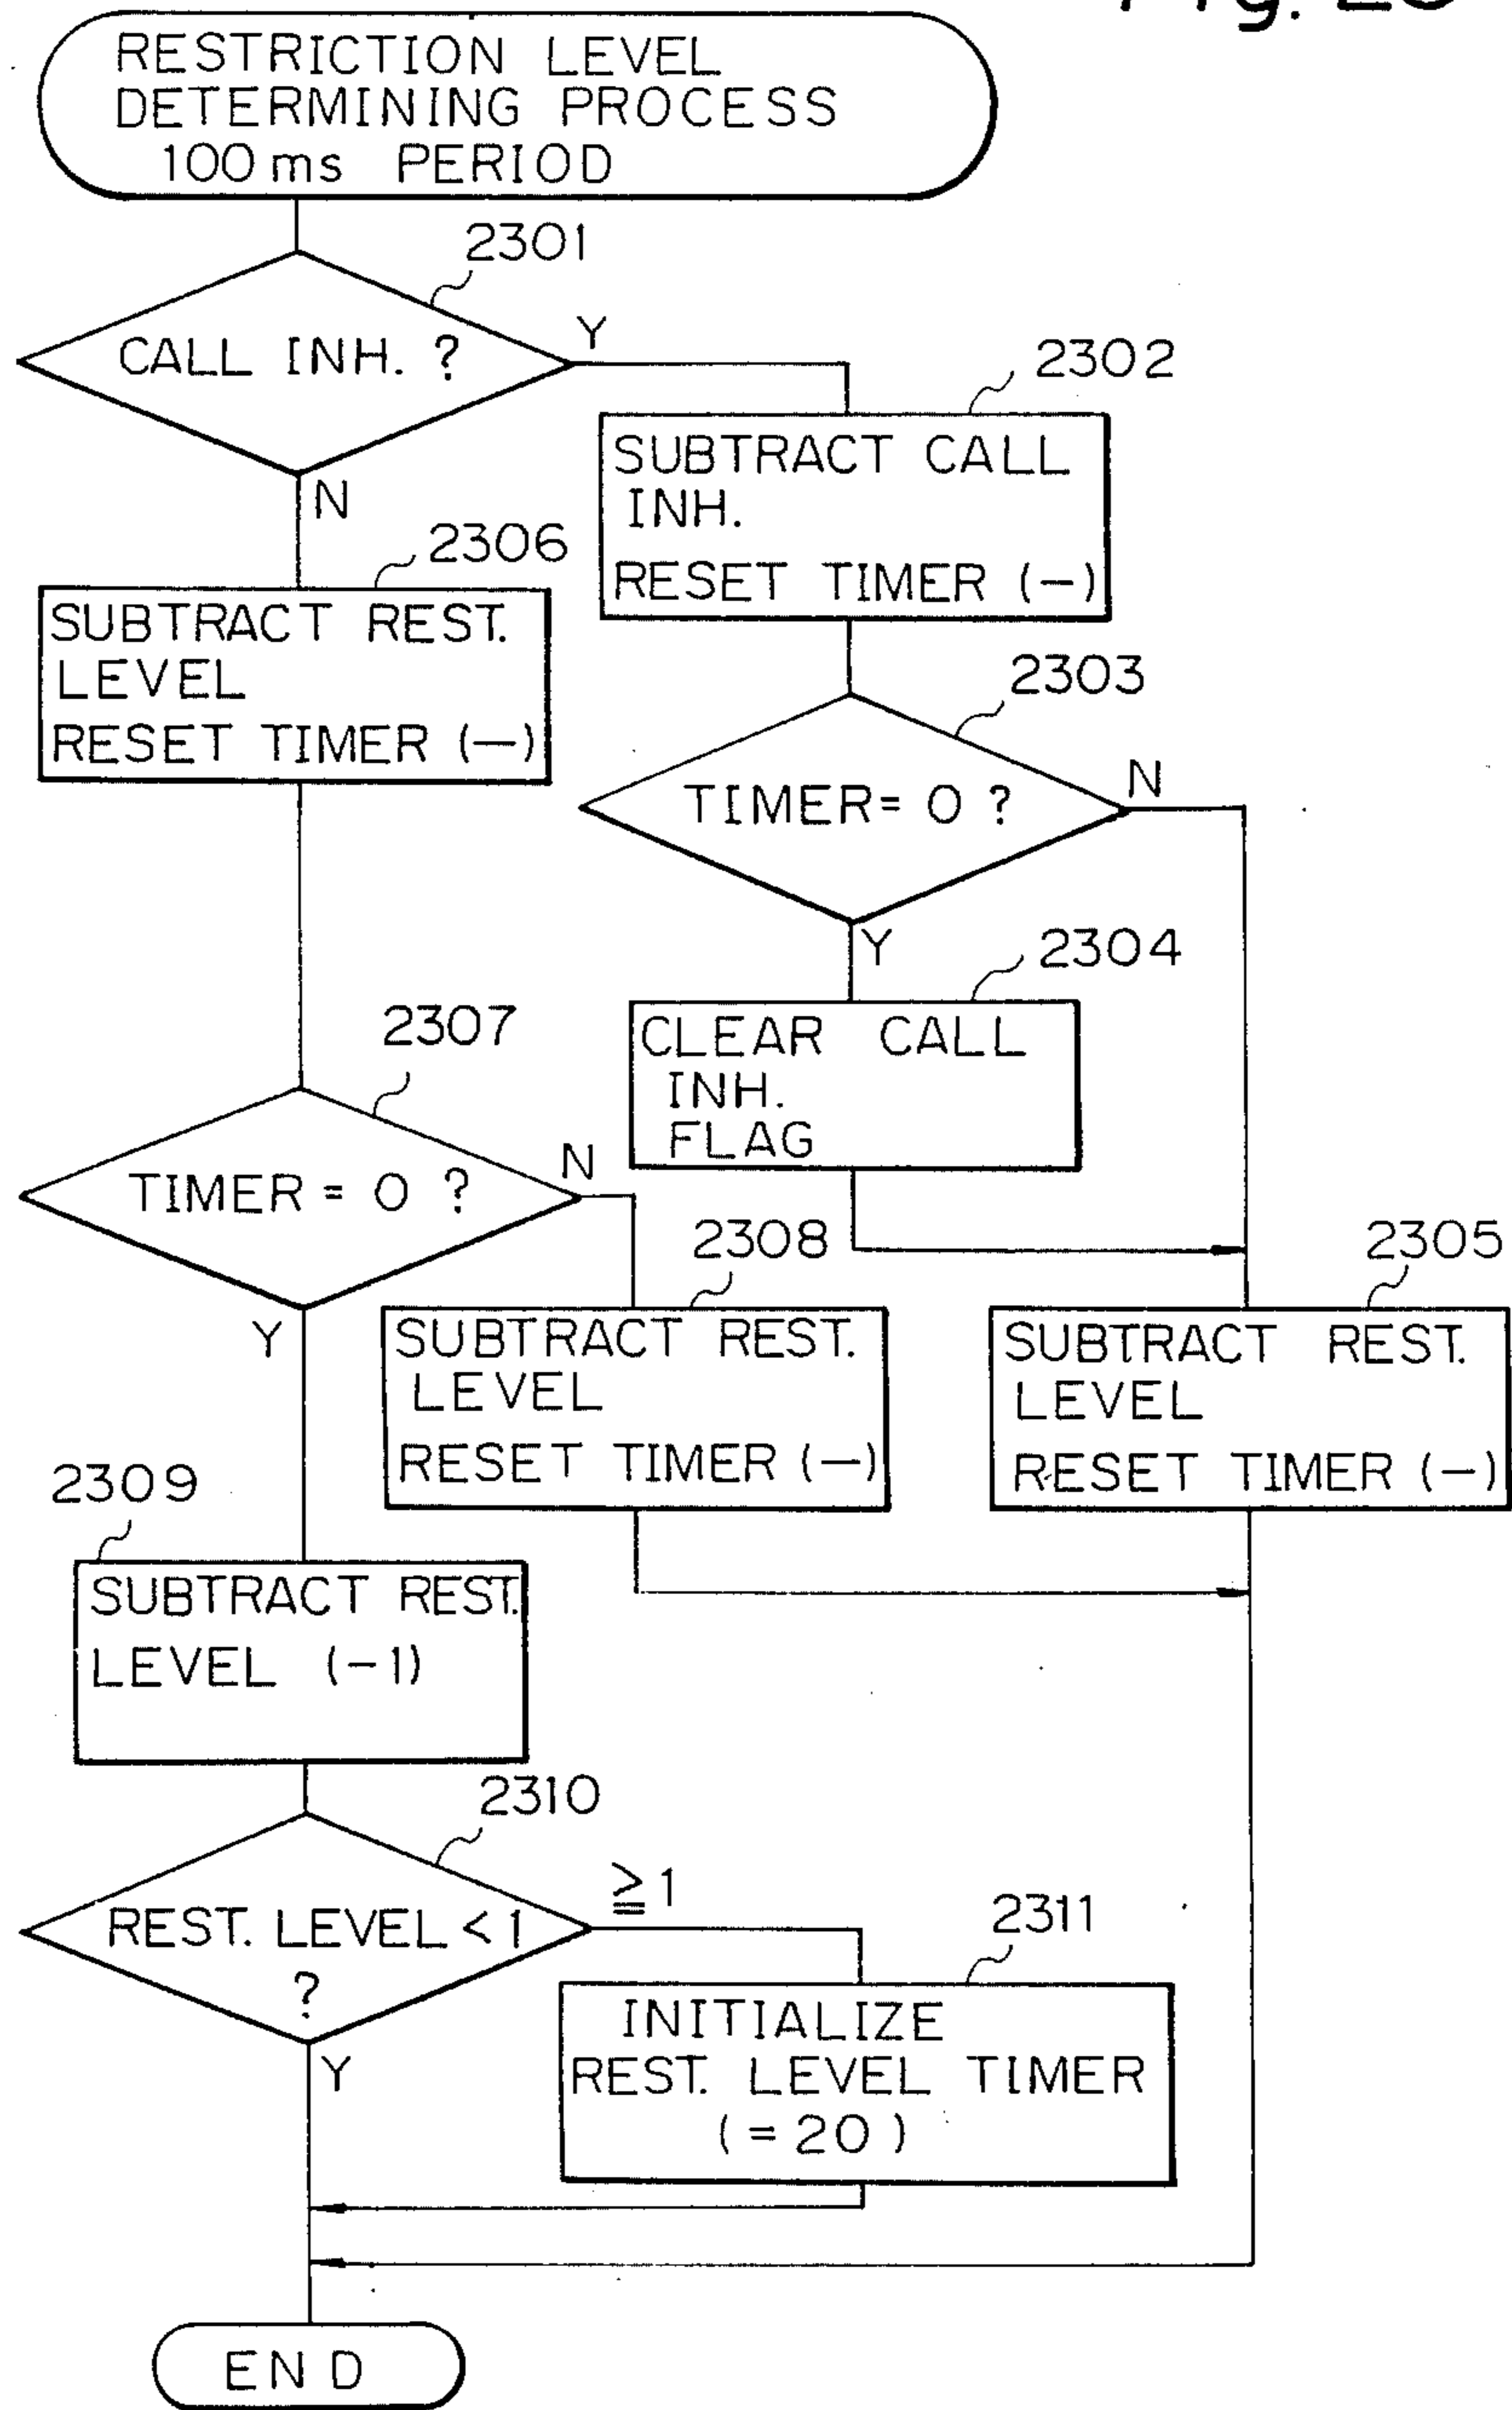 RESTRICTION LEVEL
DETERMINING PROCESS
100 ms PERIOD
2301
CALL INH. ?
Y
N
2302
SUBTRACT CALL
INH.
RESET TIMER (-)
2306
SUBTRACT REST.
LEVEL
RESET TIMER (—)
2303
TIMER= 0 ?
N
Y
2304
CLEAR CALL
INH.
FLAG
2307
TIMER = 0 ?
N
Y
2308
SUBTRACT REST.
LEVEL
RESET TIMER (—)
2305
SUBTRACT REST.
LEVEL
RESET TIMER (—)
2309
SUBTRACT REST.
LEVEL (-1)
2310
REST. LEVEL < 1
?
≧ 1
Y
2311
INITIALIZE
REST. LEVEL TIMER
( = 20 )
END